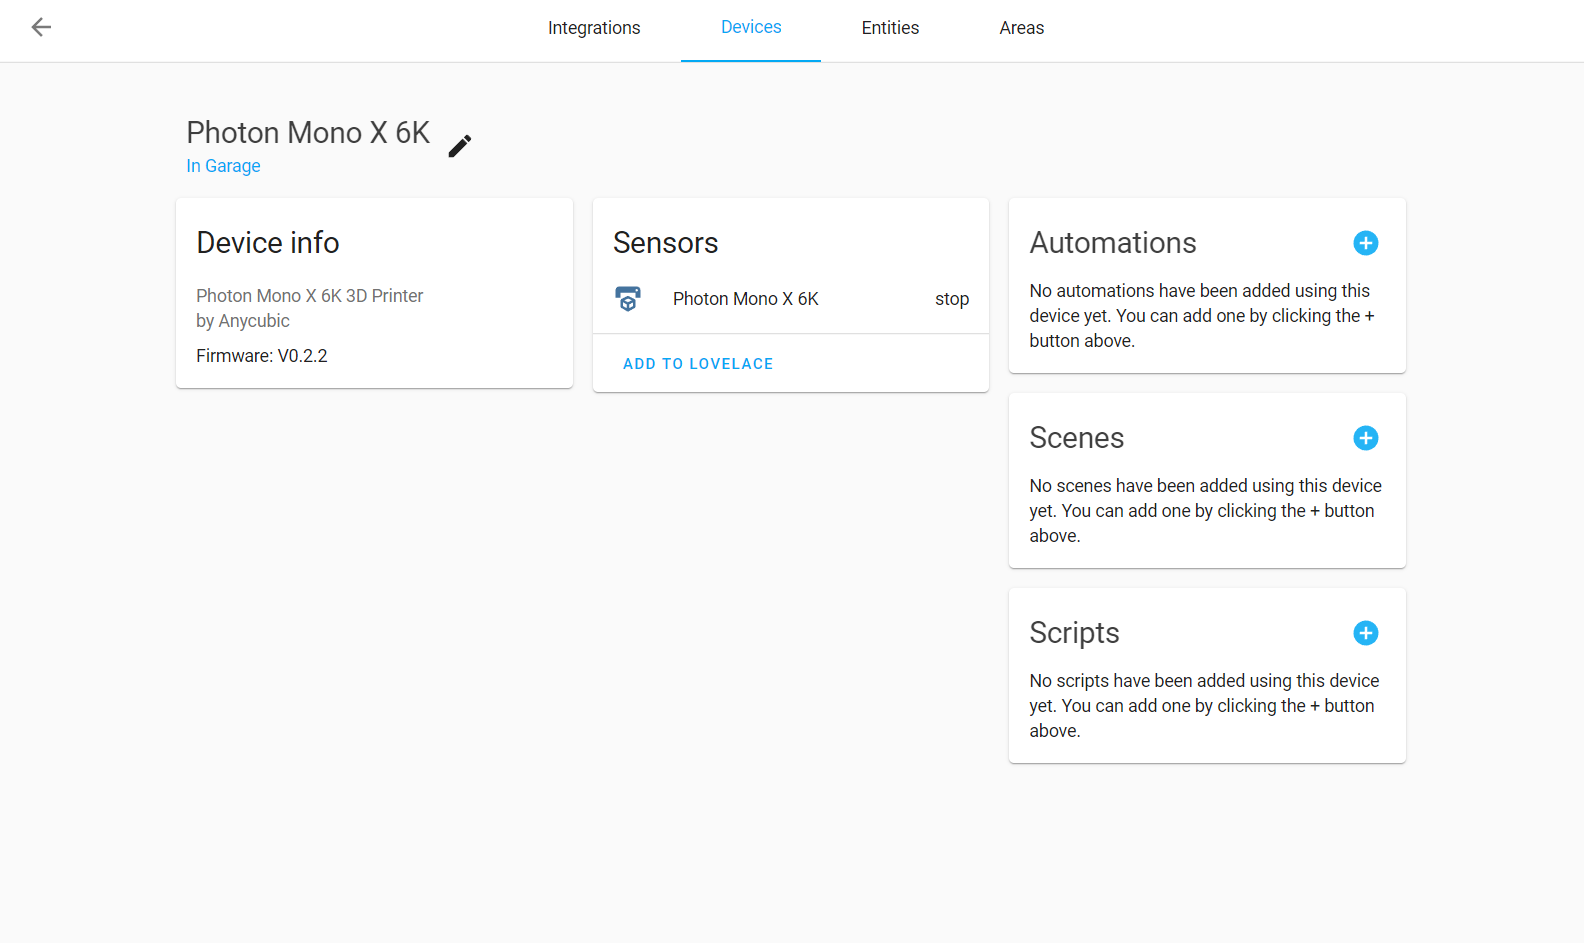 Integrations
Devices
Entities
Areas
Photon Mono X 6K
In Garage
Device info
Photon Mono X 6K 3D Printer
by Anycubic
Firmware: V0.2.2
Sensors
Photon Mono X 6K
stop
ADD TO LOVELACE
Automations
No automations have been added using this
device yet. You can add one by clicking the +
button above.
Scenes
No scenes have been added using this device
yet. You can add one by clicking the + button
above.
Scripts
No scripts have been added using this device
yet. You can add one by clicking the + button
above.